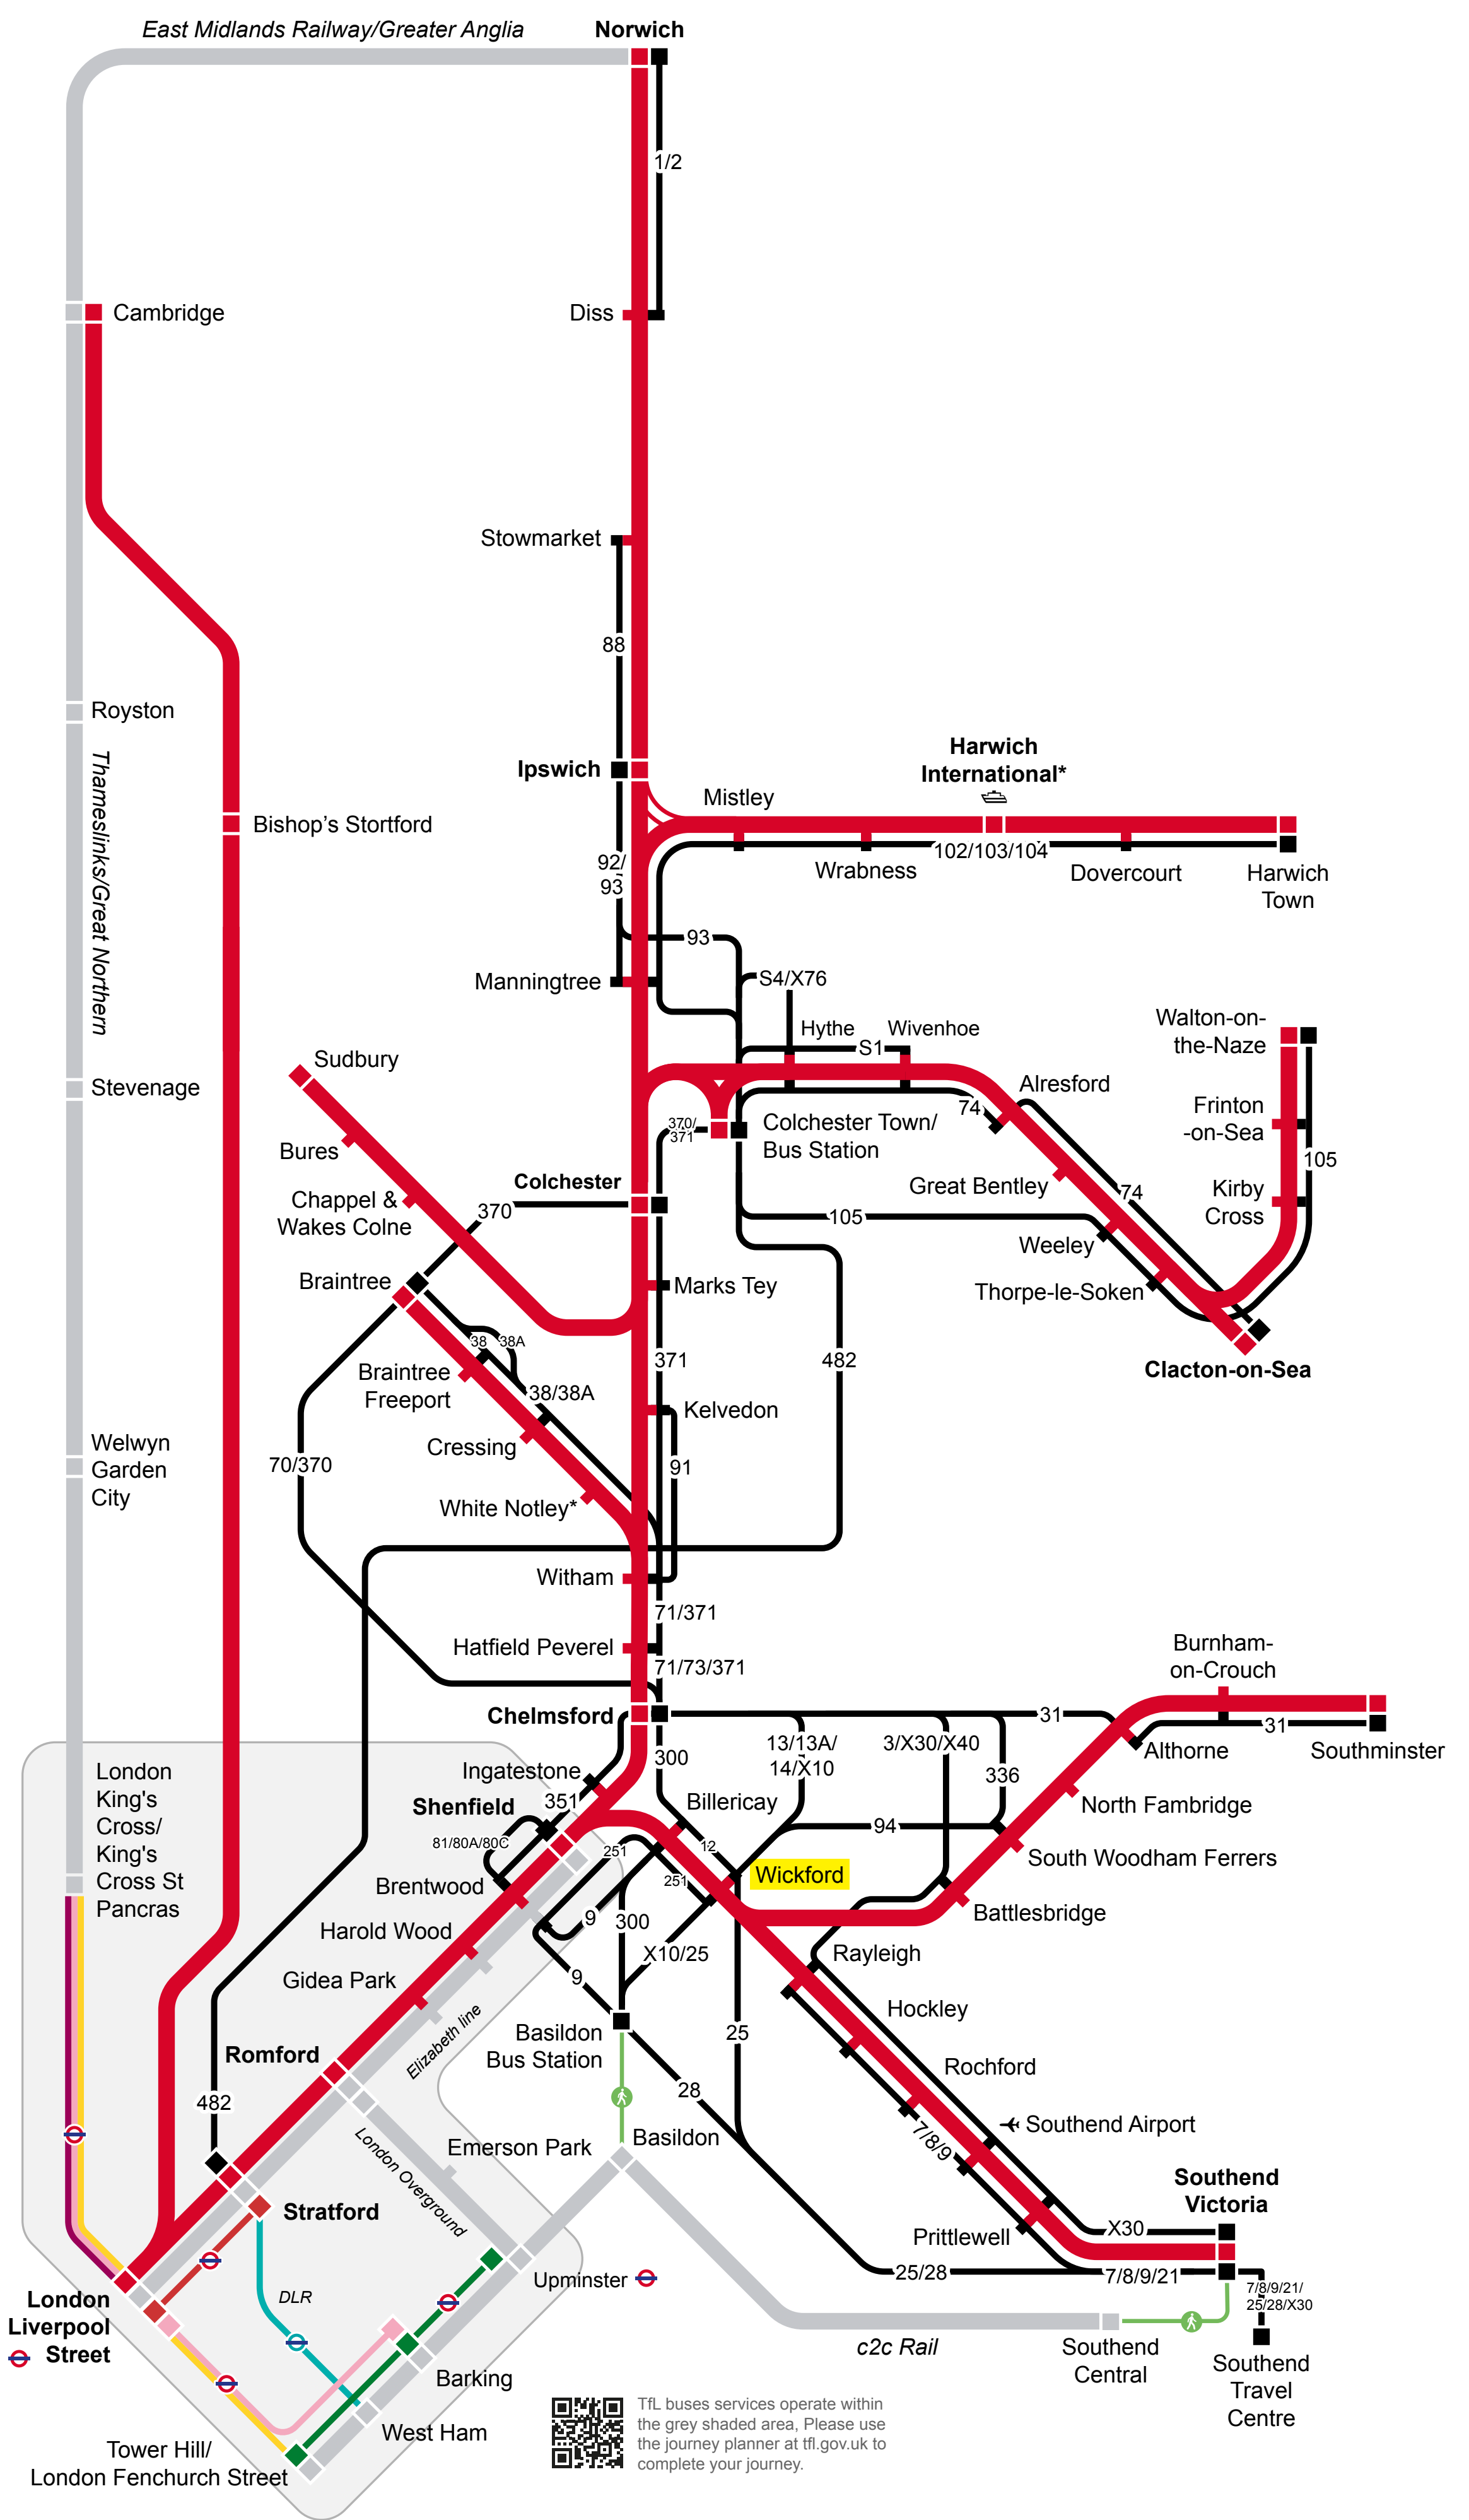 East Midlands Railway/Greater Anglia
Norwich
1/2
Cambridge
Diss
Stowmarket
88
Royston
Thameslinks/Great Northern
Ipswich
Harwich
International*
Mistley
Bishop's Stortford
92/
93
Wrabness
102/103/104
Dovercourt
Harwich
Town
93
Manningtree
S4/X76
Hythe
Wivenhoe
S1
Walton-on-
the-Naze
Sudbury
Stevenage
Alresford
74
Frinton
-on-Sea
370/
371
Colchester Town/
Bus Station
Bures
105
Colchester
Great Bentley
74
Kirby
Cross
Chappel &
Wakes Colne
370
105
Weeley
Braintree
Marks Tey
Thorpe-le-Soken
38
38A
371
482
Clacton-on-Sea
Braintree
Freeport
38/38A
Kelvedon
Welwyn
Garden
City
Cressing
70/370
91
White Notley*
Witham
71/371
Hatfield Peverel
71/73/371
Burnham-
on-Crouch
Chelmsford
31
31
300
13/13A/
14/X10
3/X30/X40
336
Althorne
Southminster
London
King's
Cross/
King's
Cross St
Pancras
Ingatestone
351
Shenfield
Billericay
North Fambridge
81/80A/80C
251
12
94
South Woodham Ferrers
251
Wickford
Brentwood
Battlesbridge
9
300
Harold Wood
X10/25
Rayleigh
Gidea Park
9
Hockley
Elizabeth line
Basildon
Bus Station
25
Romford
Rochford
482
28
London Overground
Emerson Park
Basildon
Southend Airport
7/8/9
Southend
Victoria
Stratford
Prittlewell
X30
25/28
7/8/9/21
7/8/9/21/
25/28/X30
Upminster
DLR
London
Liverpool
Street
c2c Rail
Southend
Central
Southend
Travel
Centre
Barking
West Ham
TfL buses services operate within
the grey shaded area, Please use
the journey planner at tfl.gov.uk to
complete your journey.
Tower Hill/
London Fenchurch Street